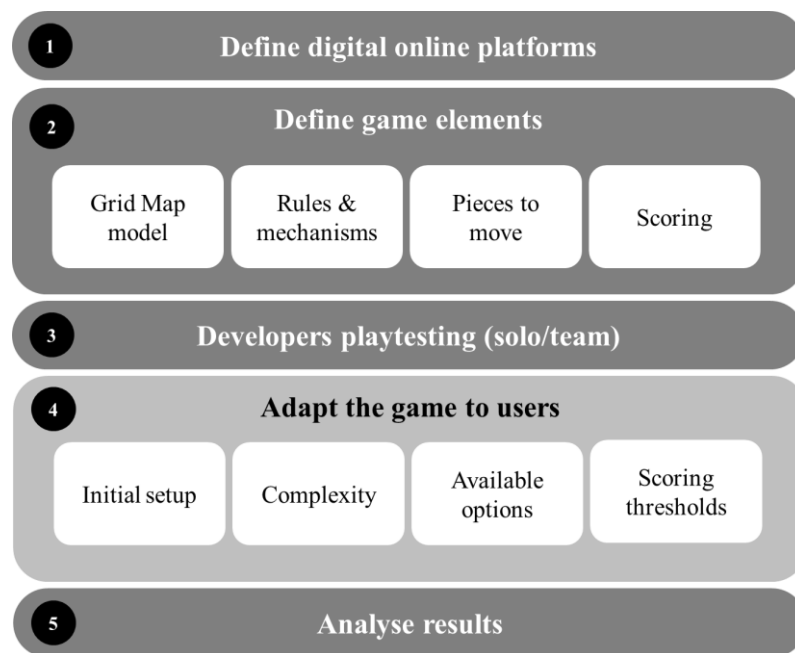 1
Define digital online platforms
2
Define game elements
Grid Map
model
Rules &
mechanisms
Pieces to
move
Scoring
3
Developers playtesting (solo/team)
4
Adapt the game to users
Initial setup
Complexity
Available
options
Scoring
thresholds
5
Analyse results